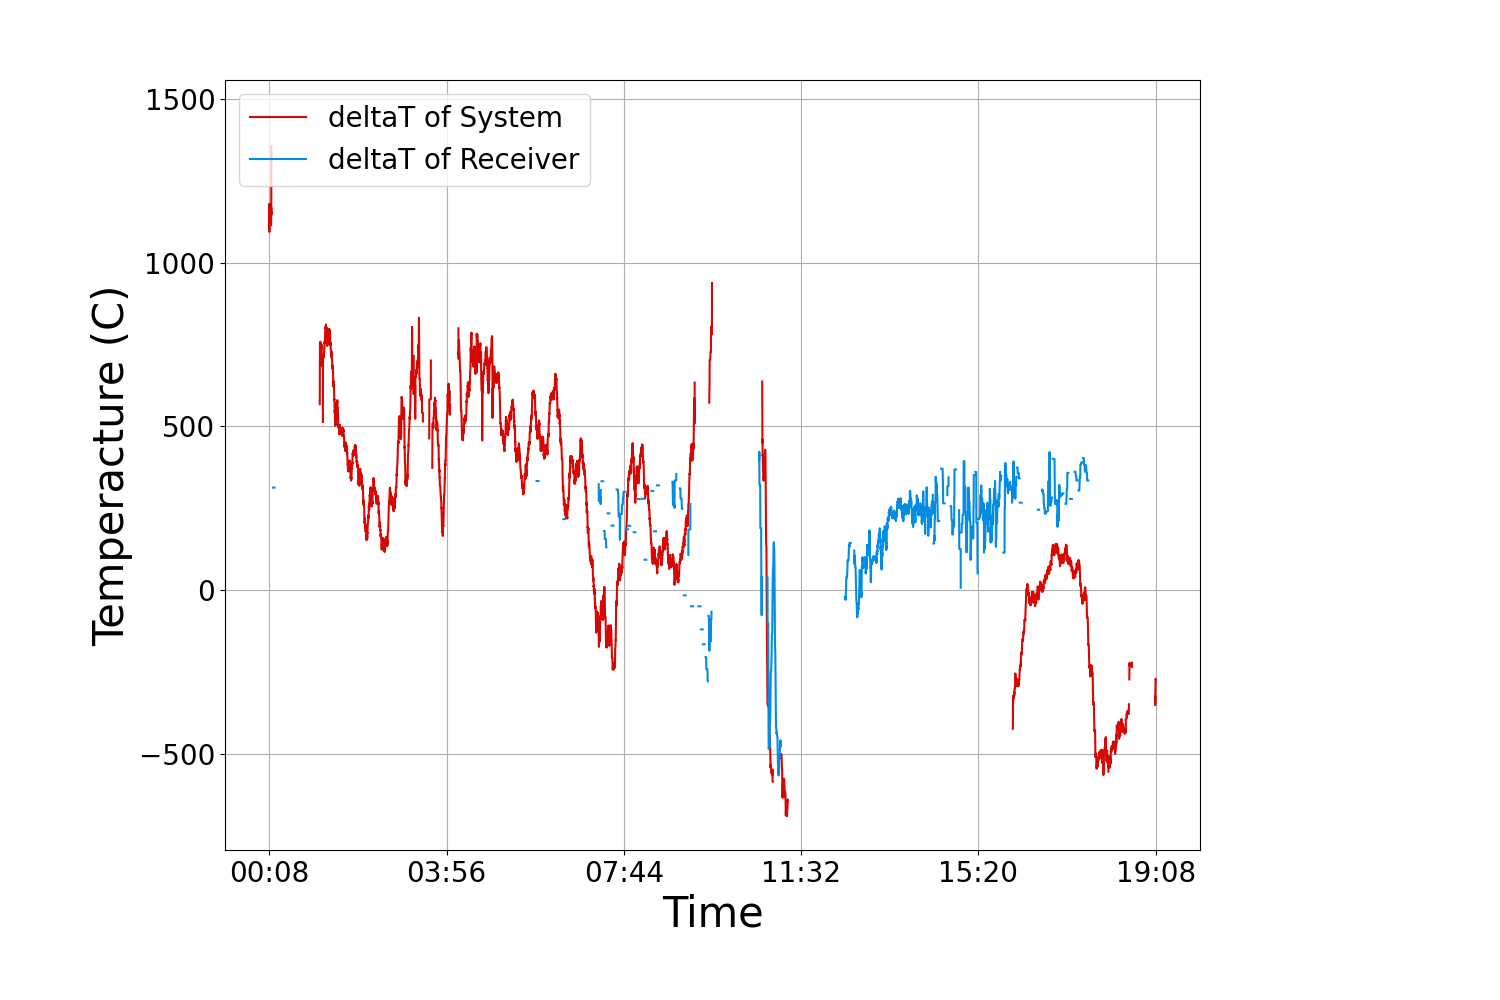 deltaT of System
deltaT of Receiver
1500
1000
500
0
−500
Temperacture (C)
00:08
03:56
07:44
11:32
15:20
19:08
Time